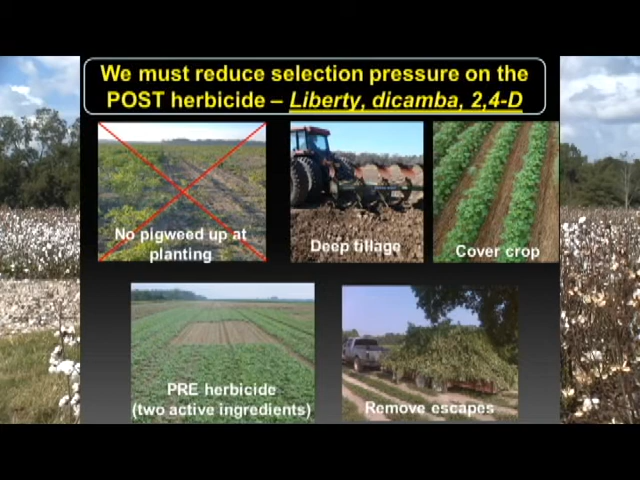 We must reduce selection pressure on the
POST herbicide – Liberty, dicamba, 2,4-D
No pigweed up at
planting
Deep tillage
Cover crop
PRE herbicide
(two active ingredients)
Remove escapes